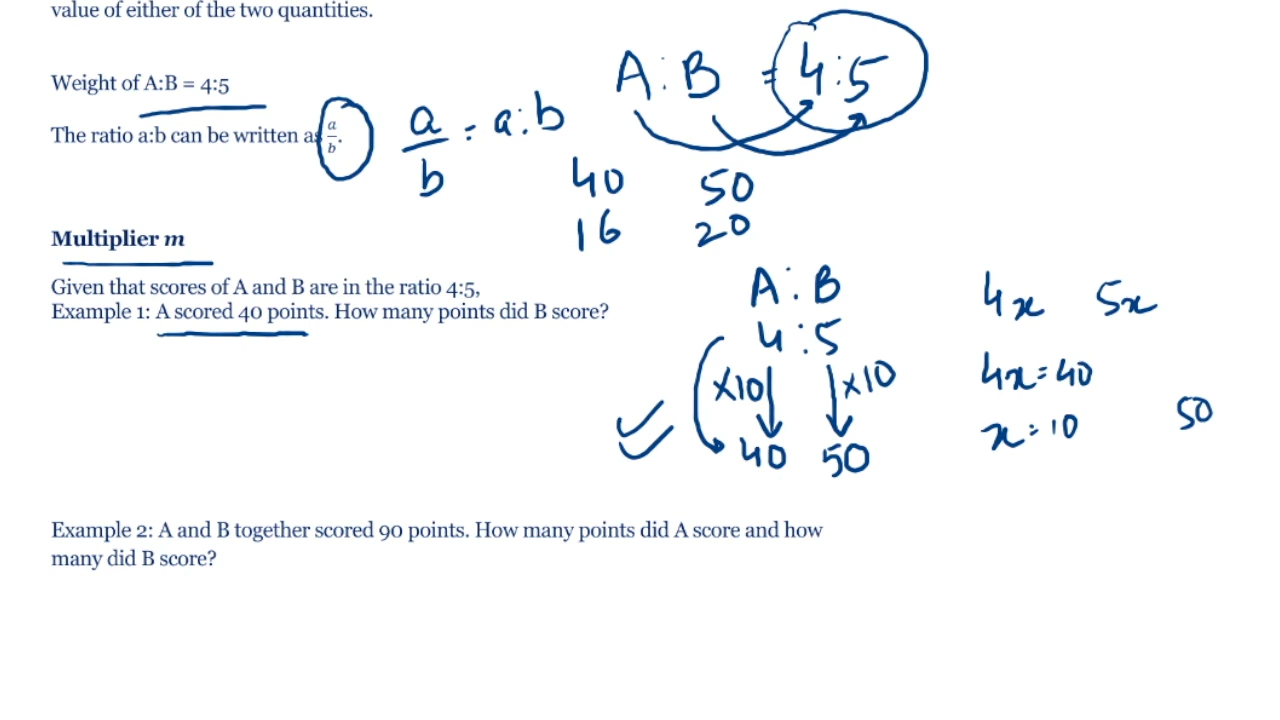 value of either of the two quantities.
A : B = 4:5
Weight of A:B = 4:5
a/b = a:b
The ratio a:b can be written as a/b.
40 50
16 20
Multiplier m
A : B
Given that scores of A and B are in the ratio 4:5,
4x 5x
Example 1: A scored 40 points. How many points did B score?
4 : 5
×10 ×10
4x = 40
x = 10
50
40 50
Example 2: A and B together scored 90 points. How many points did A score and how
many did B score?